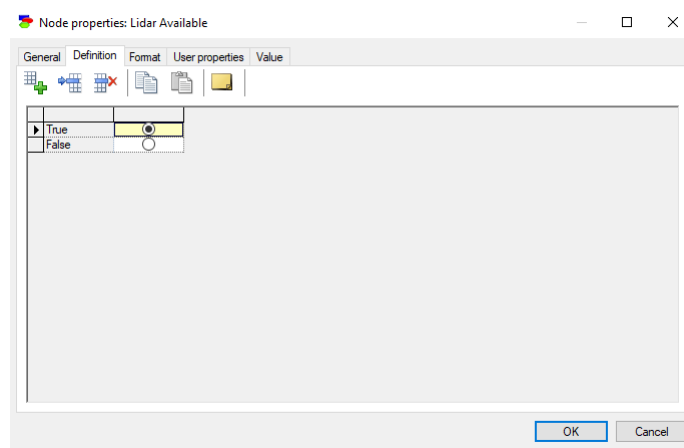 Node properties: Lidar Available
General Definition Format User properties Value
True
False
OK Cancel